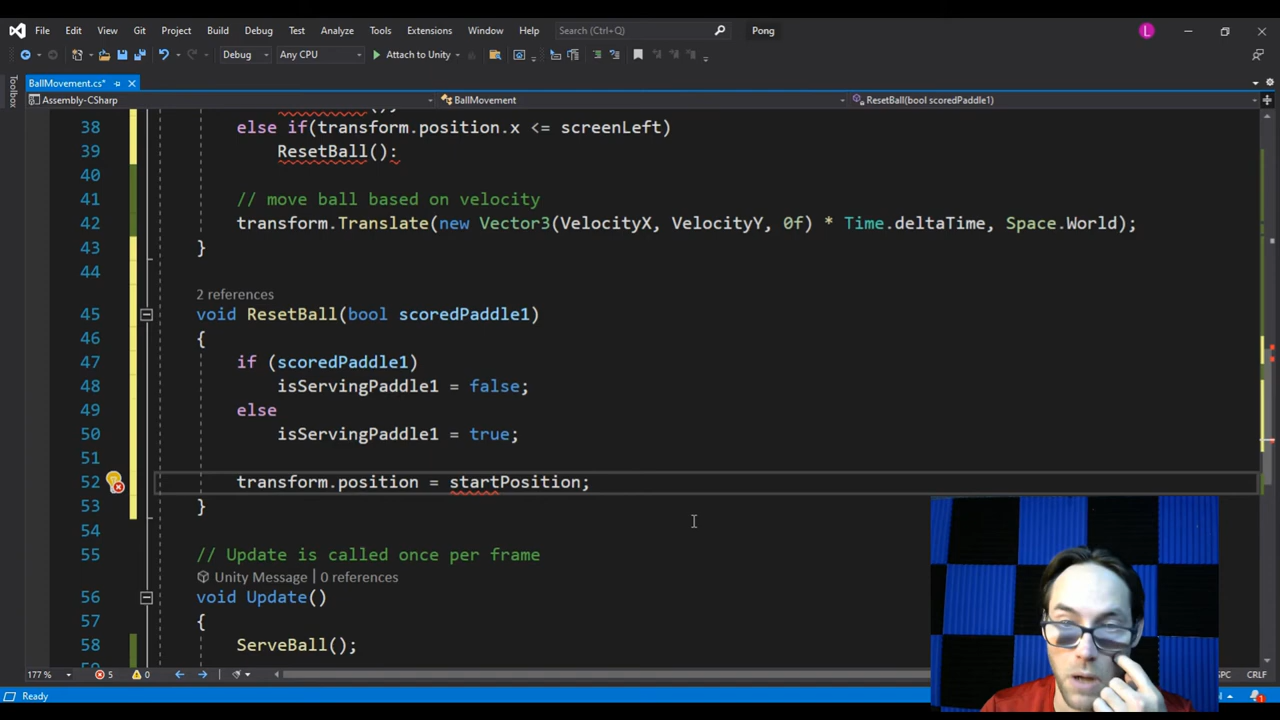 File Edit View Git Project Build Debug Test Analyze Tools Extensions Window Help Search (Ctrl+Q) Pong L
Debug Any CPU Attach to Unity
Toolbox
BallMovement.cs*
Assembly-CSharp BallMovement ResetBall(bool scoredPaddle1)
38 else if(transform.position.x <= screenLeft)
39 ResetBall():
40
41 // move ball based on velocity
42 transform.Translate(new Vector3(VelocityX, VelocityY, 0f) * Time.deltaTime, Space.World);
43 }
44
2 references
45 void ResetBall(bool scoredPaddle1)
46 {
47 if (scoredPaddle1)
48 isServingPaddle1 = false;
49 else
50 isServingPaddle1 = true;
51
52 transform.position = startPosition;
53 }
54
55 // Update is called once per frame
Unity Message | 0 references
56 void Update()
57 {
58 ServeBall();
177 % 5 0 SPC CRLF
Ready 1